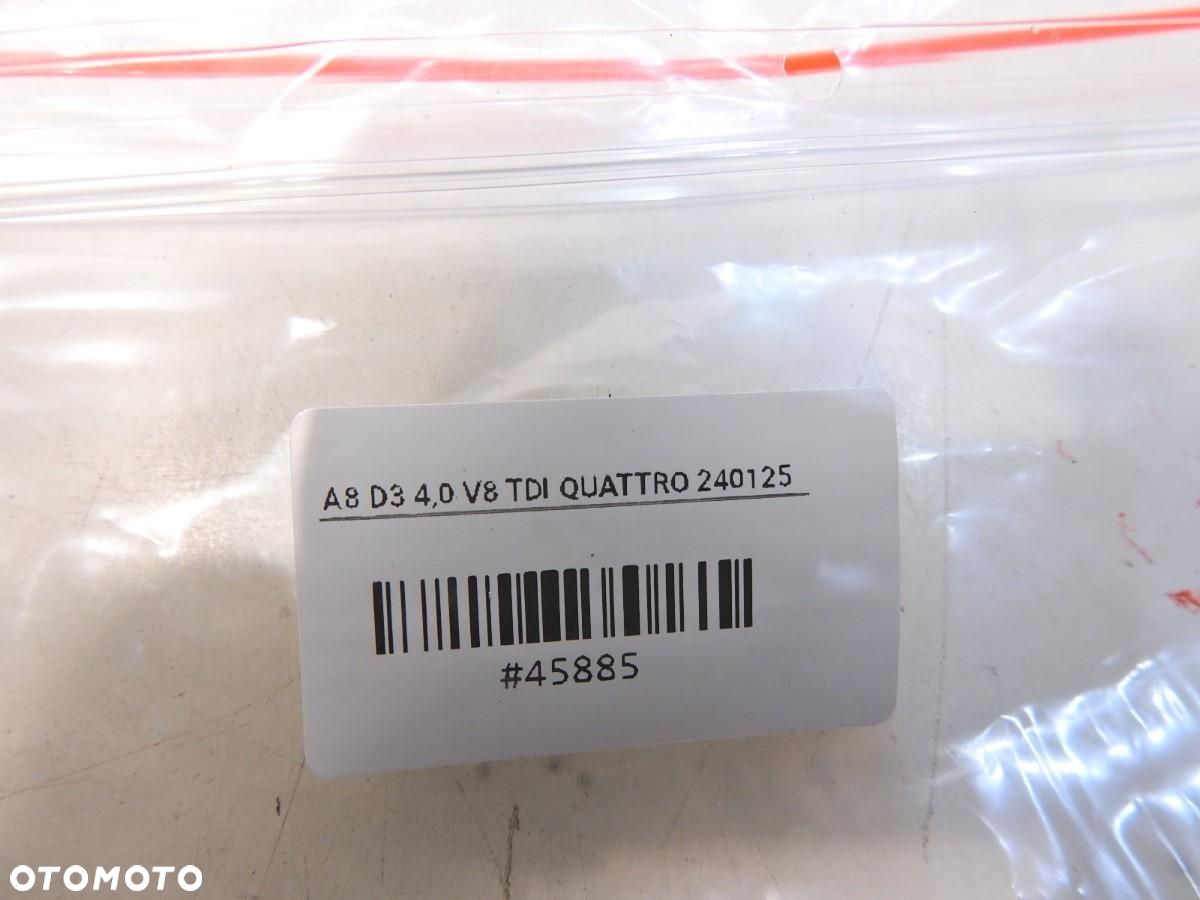 A8 D3 4,0 V8 TDI QUATTRO 240125
#45885
OTOMOTO